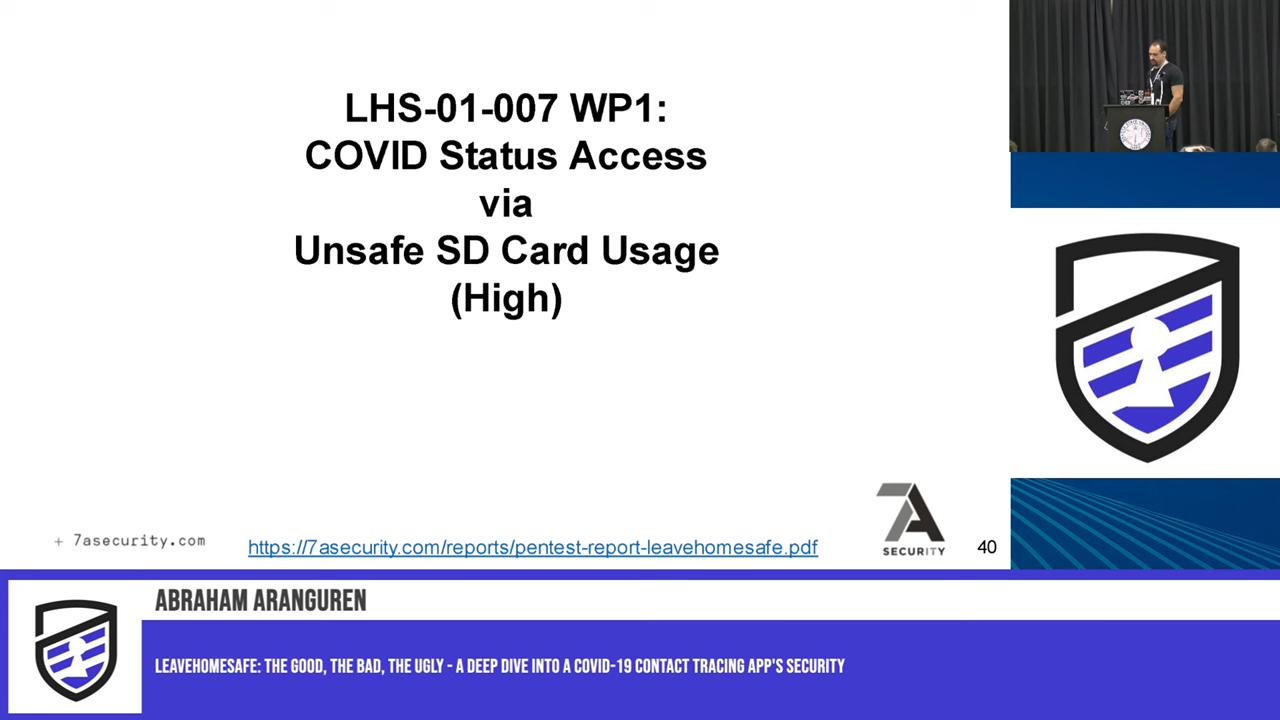 LHS-01-007 WP1:
COVID Status Access
via
Unsafe SD Card Usage
(High)
+ 7asecurity.com
https://7asecurity.com/reports/pentest-report-leavehomesafe.pdf
7A
SECURITY
40
ABRAHAM ARANGUREN
LEAVEHOMESAFE: THE GOOD, THE BAD, THE UGLY - A DEEP DIVE INTO A COVID-19 CONTACT TRACING APP'S SECURITY